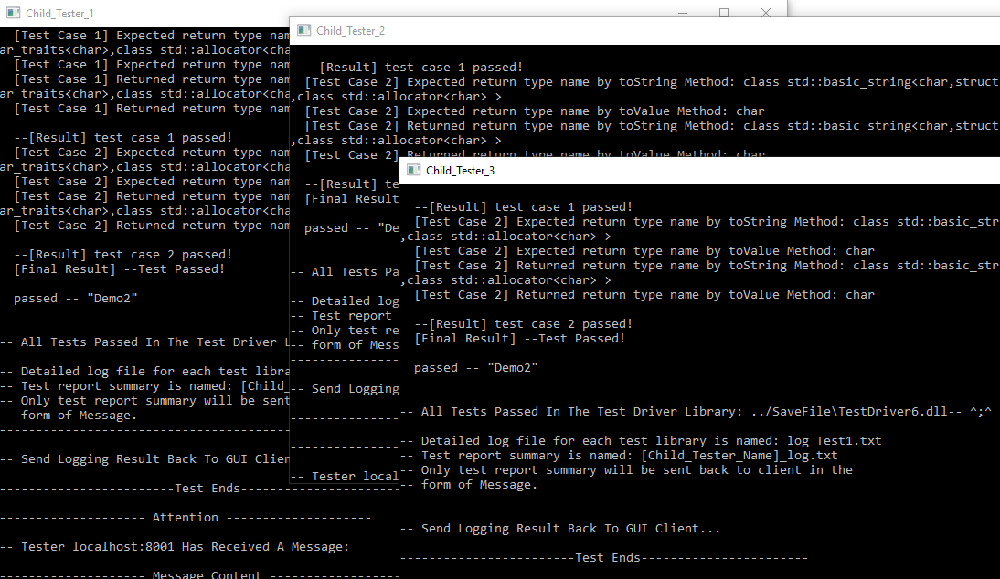 Child_Tester_1
[Test Case 1] Expected return type nam
ar_traits<char>,class std::allocator<cha
[Test Case 1] Expected return type nam
[Test Case 1] Returned return type nam
ar_traits<char>,class std::allocator<cha
[Test Case 1] Returned return type nam
--[Result] test case 1 passed!
[Test Case 2] Expected return type nam
ar_traits<char>,class std::allocator<cha
[Test Case 2] Expected return type nam
[Test Case 2] Returned return type nam
ar_traits<char>,class std::allocator<cha
[Test Case 2] Returned return type nam
--[Result] test case 2 passed!
[Final Result] --Test Passed!
passed -- "Demo2"
-- All Tests Passed In The Test Driver L
-- Detailed log file for each test libra
-- Test report summary is named: [Child_
-- Only test report summary will be sent
-- form of Message.
----------------------------------------
-- Send Logging Result Back To GUI Clien
------------------------Test Ends----------------------
-------------------- Attention --------------------
-- Tester localhost:8001 Has Received A Message:
-------------------- Message Content ------------------
Child_Tester_2
--[Result] test case 1 passed!
[Test Case 2] Expected return type name by toString Method: class std::basic_string<char,struct
,class std::allocator<char> >
[Test Case 2] Expected return type name by toValue Method: char
[Test Case 2] Returned return type name by toString Method: class std::basic_string<char,struct
,class std::allocator<char> >
[Test Case 2] Returned return type name by toValue Method: char
--[Result] te
[Final Result
passed -- "De
-- All Tests Pa
-- Detailed log
-- Test report
-- Only test re
-- form of Mess
---------------
-- Send Logging
---------------
---------------
-- Tester local
Child_Tester_3
--[Result] test case 1 passed!
[Test Case 2] Expected return type name by toString Method: class std::basic_str
,class std::allocator<char> >
[Test Case 2] Expected return type name by toValue Method: char
[Test Case 2] Returned return type name by toString Method: class std::basic_str
,class std::allocator<char> >
[Test Case 2] Returned return type name by toValue Method: char
--[Result] test case 2 passed!
[Final Result] --Test Passed!
passed -- "Demo2"
-- All Tests Passed In The Test Driver Library: ../SaveFile\TestDriver6.dll-- ^;^
-- Detailed log file for each test library is named: log_Test1.txt
-- Test report summary is named: [Child_Tester_Name]_log.txt
-- Only test report summary will be sent back to client in the
-- form of Message.
--------------------------------------------------------
-- Send Logging Result Back To GUI Client...
------------------------Test Ends-----------------------